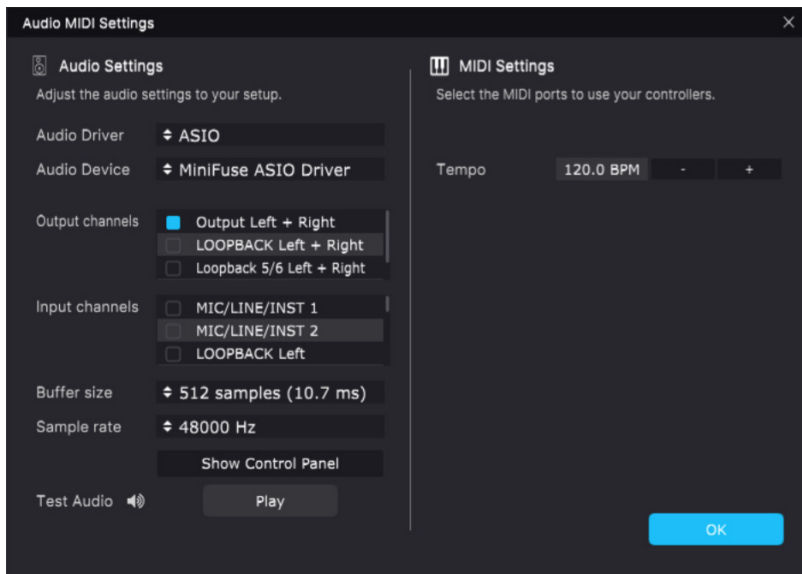 Audio MIDI Settings
Audio Settings
Adjust the audio settings to your setup.
Audio Driver
ASIO
Audio Device
MiniFuse ASIO Driver
Output channels
Output Left + Right
LOOPBACK Left + Right
Loopback 5/6 Left + Right
Input channels
MIC/LINE/INST 1
MIC/LINE/INST 2
LOOPBACK Left
Buffer size
512 samples (10.7 ms)
Sample rate
48000 Hz
Show Control Panel
Test Audio
Play
MIDI Settings
Select the MIDI ports to use your controllers.
Tempo
120.0 BPM
-
+
OK